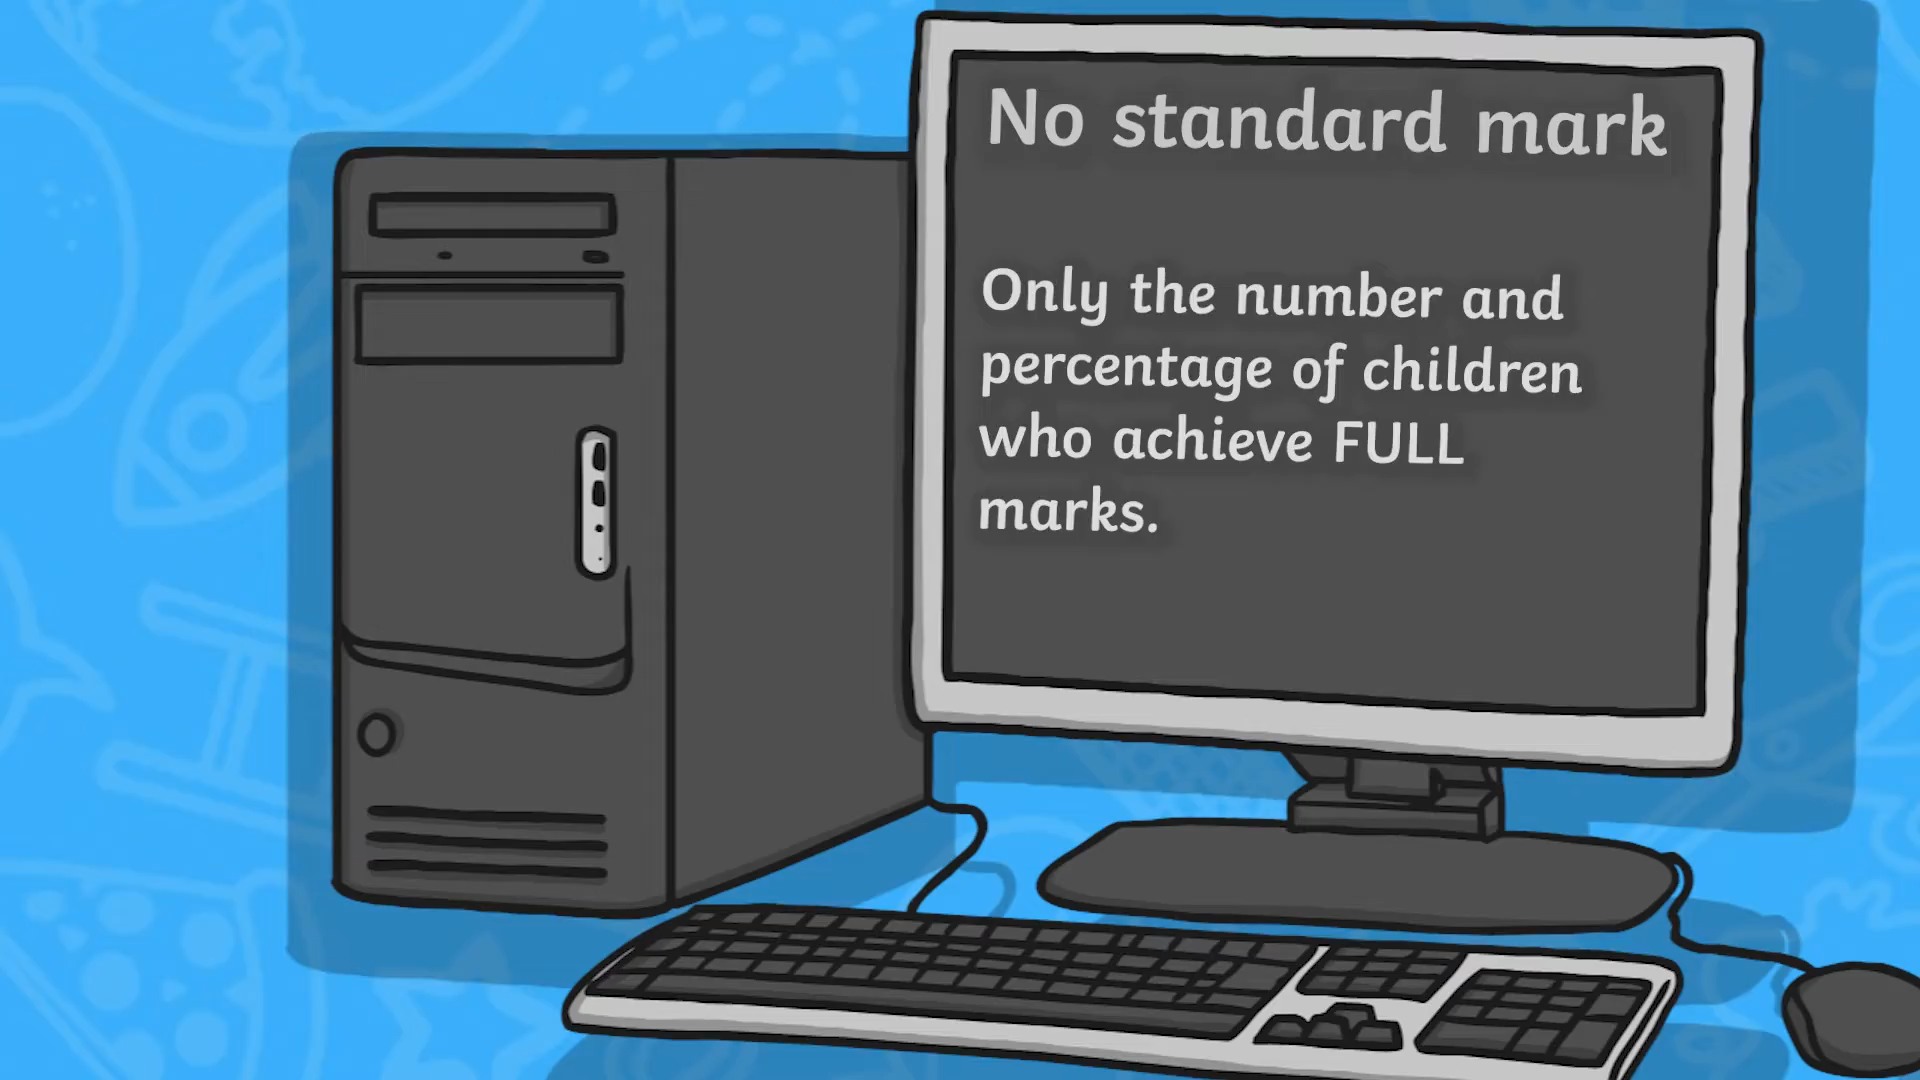 No standard mark
Only the number and
percentage of children
who achieve FULL
marks.